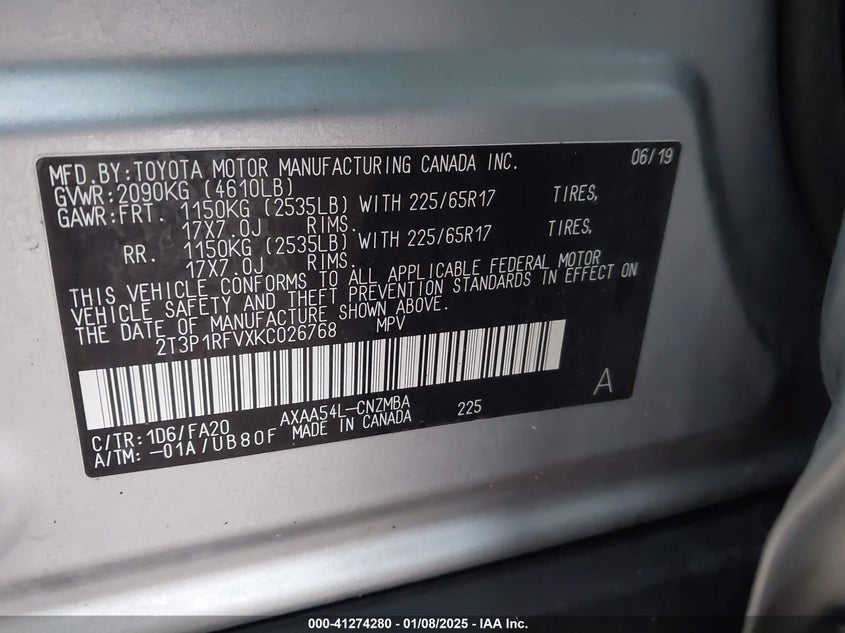 MFD.BY:TOYOTA MOTOR MANUFACTURING CANADA INC. 06/19
GVWR:2090KG (4610LB)
GAWR:FRT. 1150KG (2535LB) WITH 225/65R17 TIRES,
17X7.0J RIMS.
RR. 1150KG (2535LB) WITH 225/65R17 TIRES,
17X7.0J RIMS.
THIS VEHICLE CONFORMS TO ALL APPLICABLE FEDERAL MOTOR
VEHICLE SAFETY AND THEFT PREVENTION STANDARDS IN EFFECT ON
THE DATE OF MANUFACTURE SHOWN ABOVE.
2T3P1RFVXKC026768 MPV
A
C/TR:1D6/FA20 AXAA54L-CNZMBA 225
A/TM:-01A/UB80F MADE IN CANADA
000-41274280 - 01/08/2025 - IAA Inc.